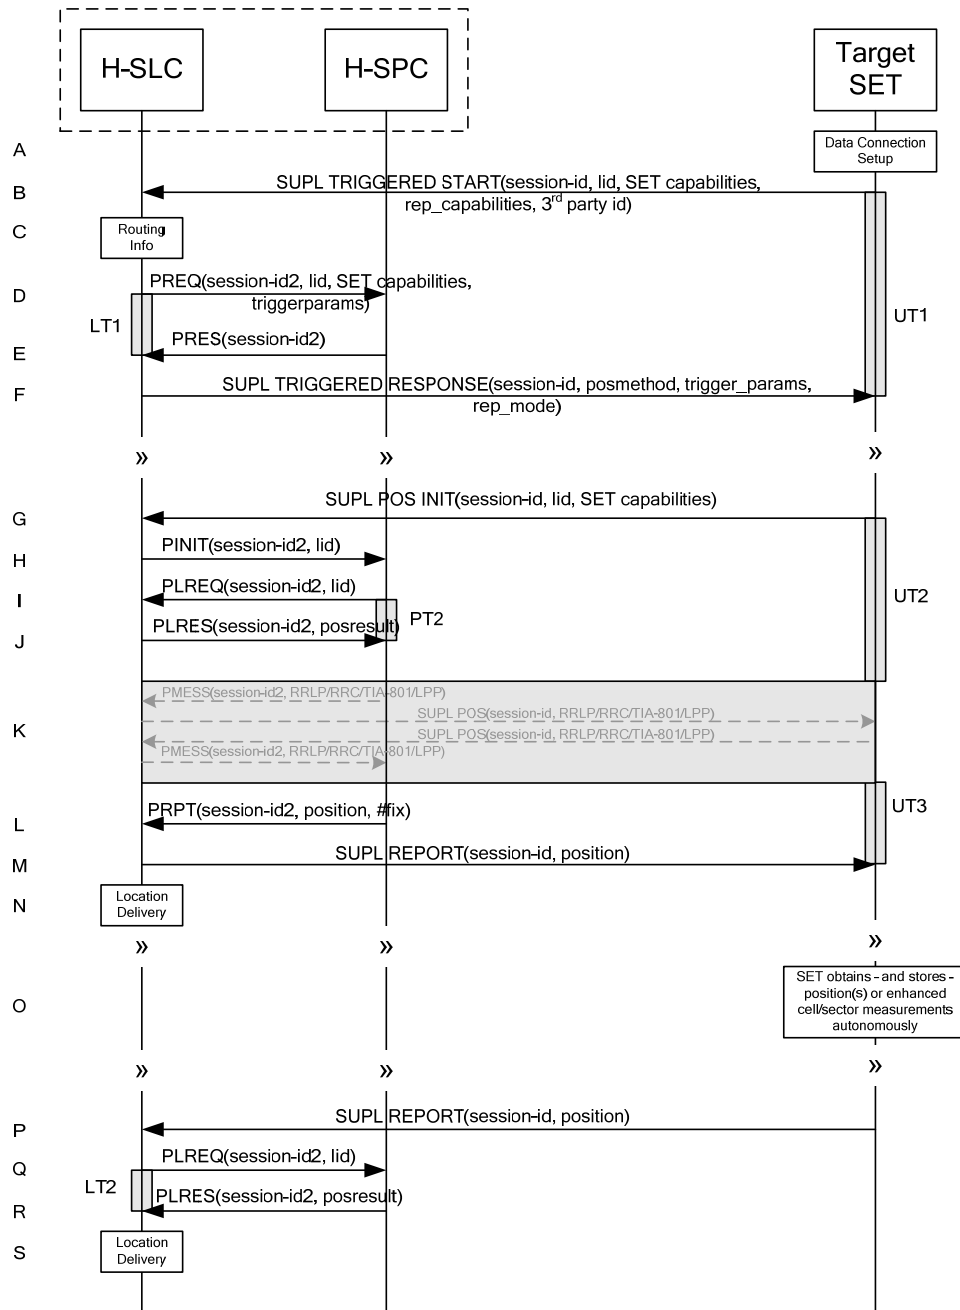 H-SLC
H-SPC
Target
SET
A
Data Connection
Setup
B
SUPL TRIGGERED START(session-id, lid, SET capabilities,
rep_capabilities, 3rd party id)
C
Routing
Info
D
PREQ(session-id2, lid, SET capabilities,
triggerparams)
LT1
UT1
E
PRES(session-id2)
F
SUPL TRIGGERED RESPONSE(session-id, posmethod, trigger_params,
rep_mode)
» » »
G
SUPL POS INIT(session-id, lid, SET capabilities)
H
PINIT(session-id2, lid)
I
PLREQ(session-id2, lid)
UT2
PT2
J
PLRES(session-id2, posresult)
PMESS(session-id2, RRLP/RRC/TIA-801/LPP)
SUPL POS(session-id, RRLP/RRC/TIA-801/LPP)
K
SUPL POS(session-id, RRLP/RRC/TIA-801/LPP)
PMESS(session-id2, RRLP/RRC/TIA-801/LPP)
UT3
L
PRPT(session-id2, position, #fix)
M
SUPL REPORT(session-id, position)
N
Location
Delivery
» » »
O
SET obtains - and stores -
position(s) or enhanced
cell/sector measurements
autonomously
» » »
P
SUPL REPORT(session-id, position)
Q
PLREQ(session-id2, lid)
LT2
R
PLRES(session-id2, posresult)
S
Location
Delivery